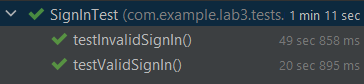 SignInTest (com.example.lab3.tests. 1 min 11 sec
testInvalidSignIn() 49 sec 858 ms
testValidSignIn() 20 sec 895 ms